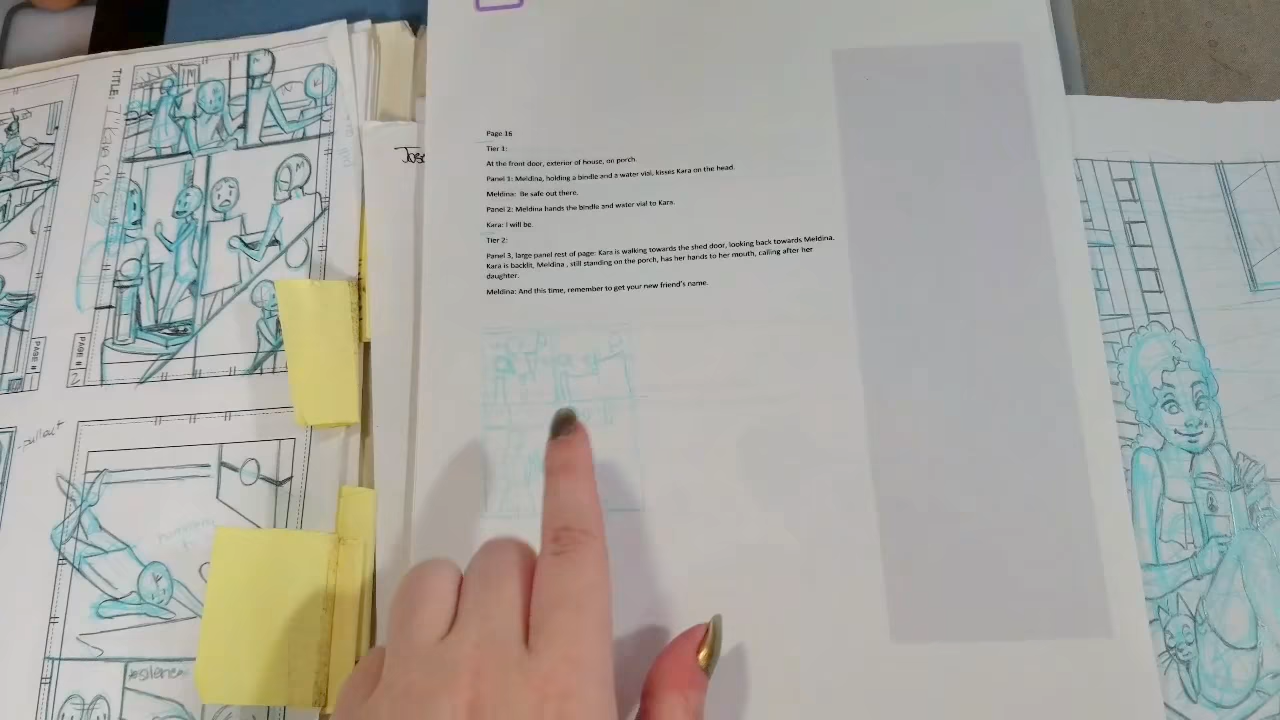 Page 16
Tier 1:
At the front door, exterior of house, on porch.
Panel 1: Meldina, holding a bindle and a water vial, kisses Kara on the head.
Meldina: Be safe out there.
Panel 2: Meldina hands the bindle and water vial to Kara.
Kara: I will be.
Tier 2:
Panel 3, large panel rest of page: Kara is walking towards the shed door, looking back towards Meldina.
Kara is backlit, Meldina , still standing on the porch, has her hands to her mouth, calling after her
daughter.
Meldina: And this time, remember to get your new friend's name.
TITLE:
PAGE #
PAGE #
2